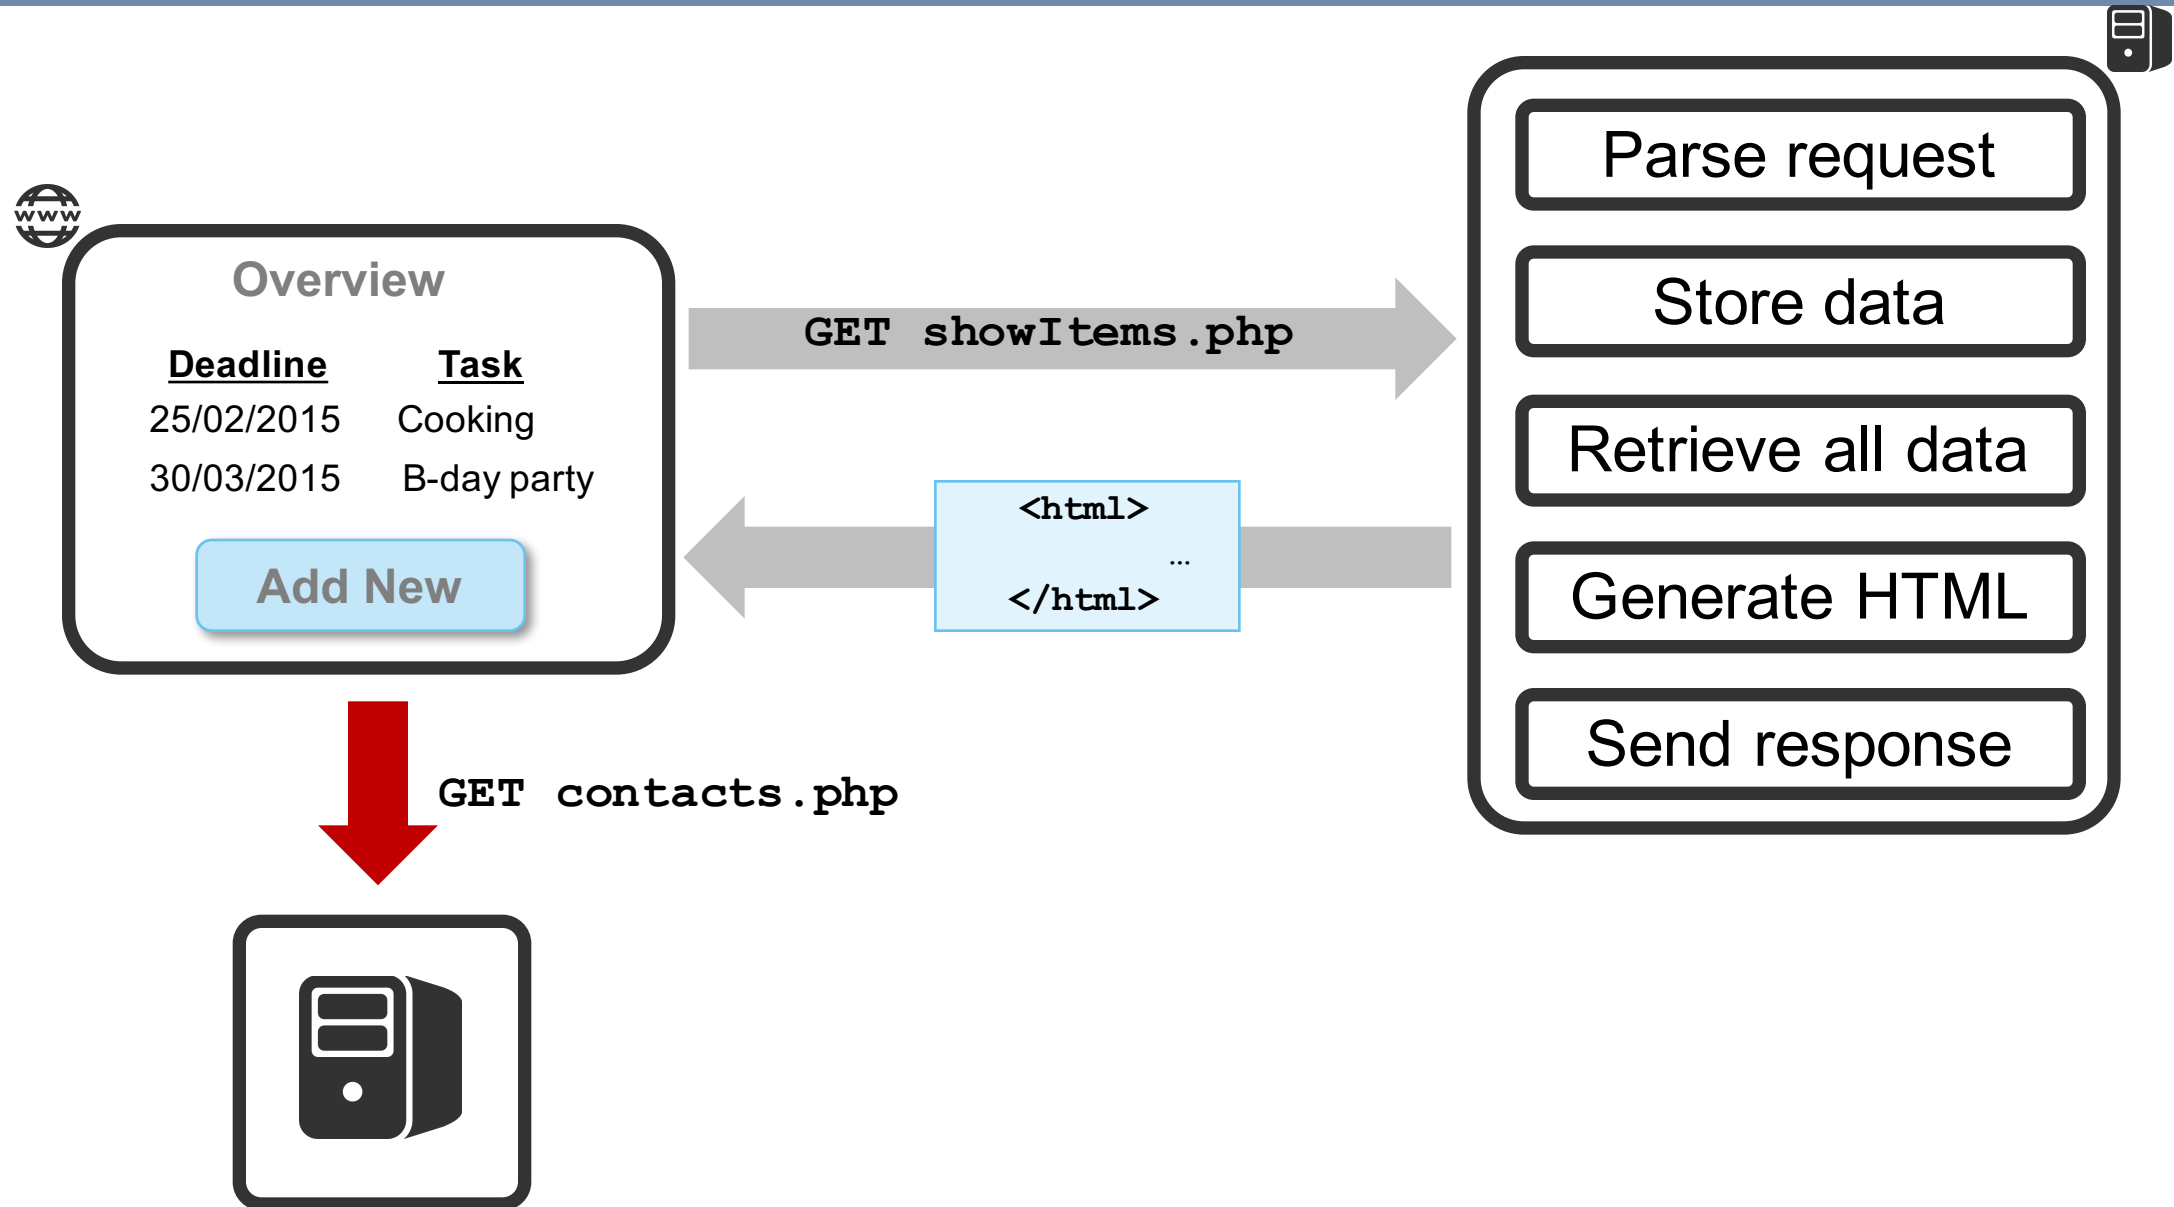 www
Overview
Deadline Task
25/02/2015 Cooking
30/03/2015 B-day party
Add New
GET showItems.php
<html>
...
</html>
GET contacts.php
Parse request
Store data
Retrieve all data
Generate HTML
Send response